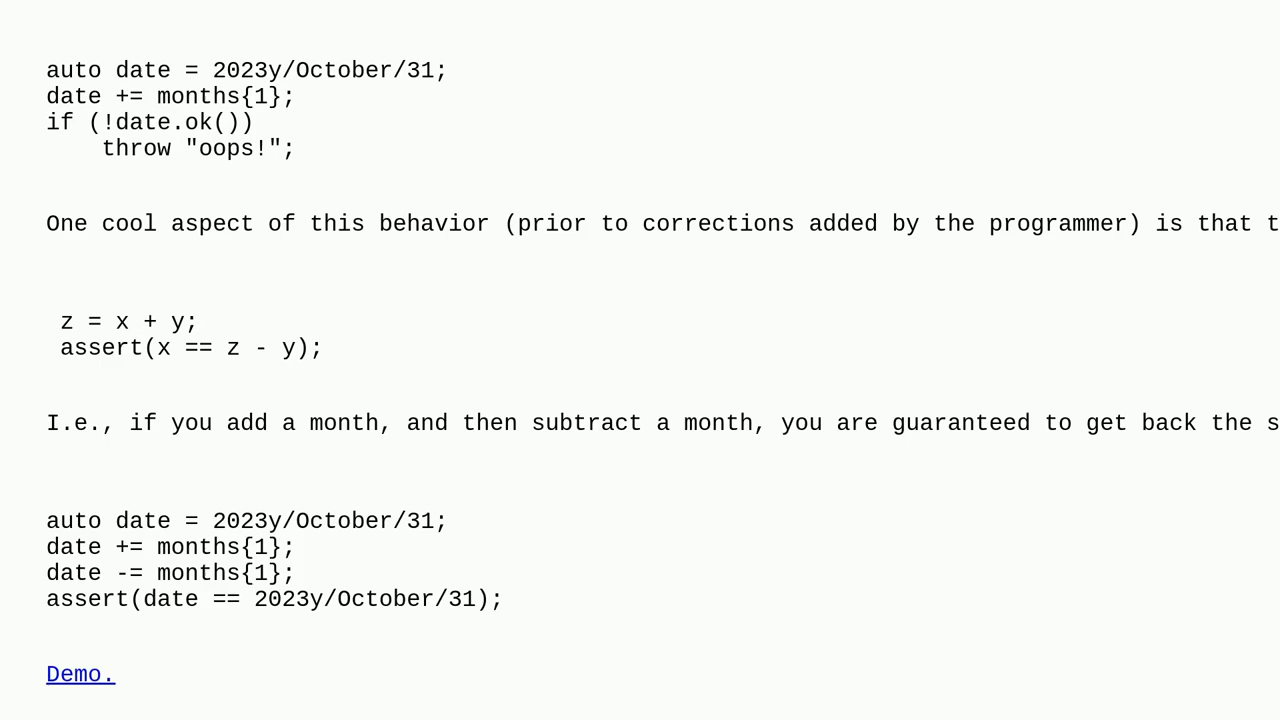 auto date = 2023y/October/31;
date += months{1};
if (!date.ok())
    throw "oops!";
One cool aspect of this behavior (prior to corrections added by the programmer) is that
 z = x + y;
 assert(x == z - y);
I.e., if you add a month, and then subtract a month, you are guaranteed to get back the
auto date = 2023y/October/31;
date += months{1};
date -= months{1};
assert(date == 2023y/October/31);
Demo.